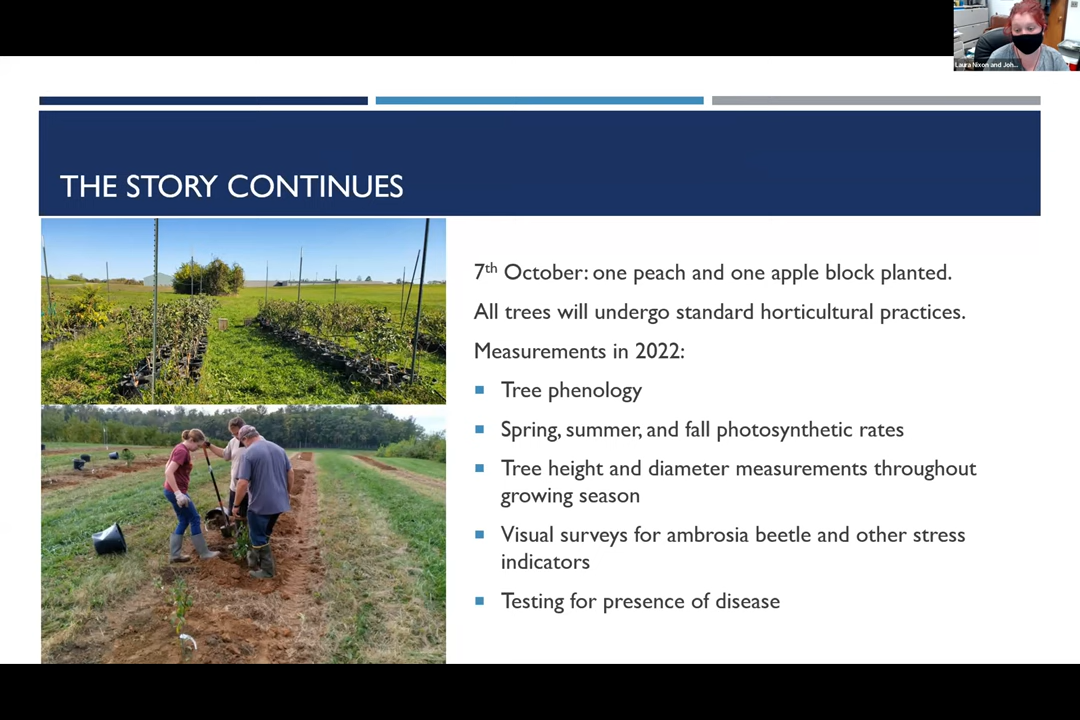 Laura Nixon and Joh...
THE STORY CONTINUES
7th October: one peach and one apple block planted.
All trees will undergo standard horticultural practices.
Measurements in 2022:
Tree phenology
Spring, summer, and fall photosynthetic rates
Tree height and diameter measurements throughout
growing season
Visual surveys for ambrosia beetle and other stress
indicators
Testing for presence of disease